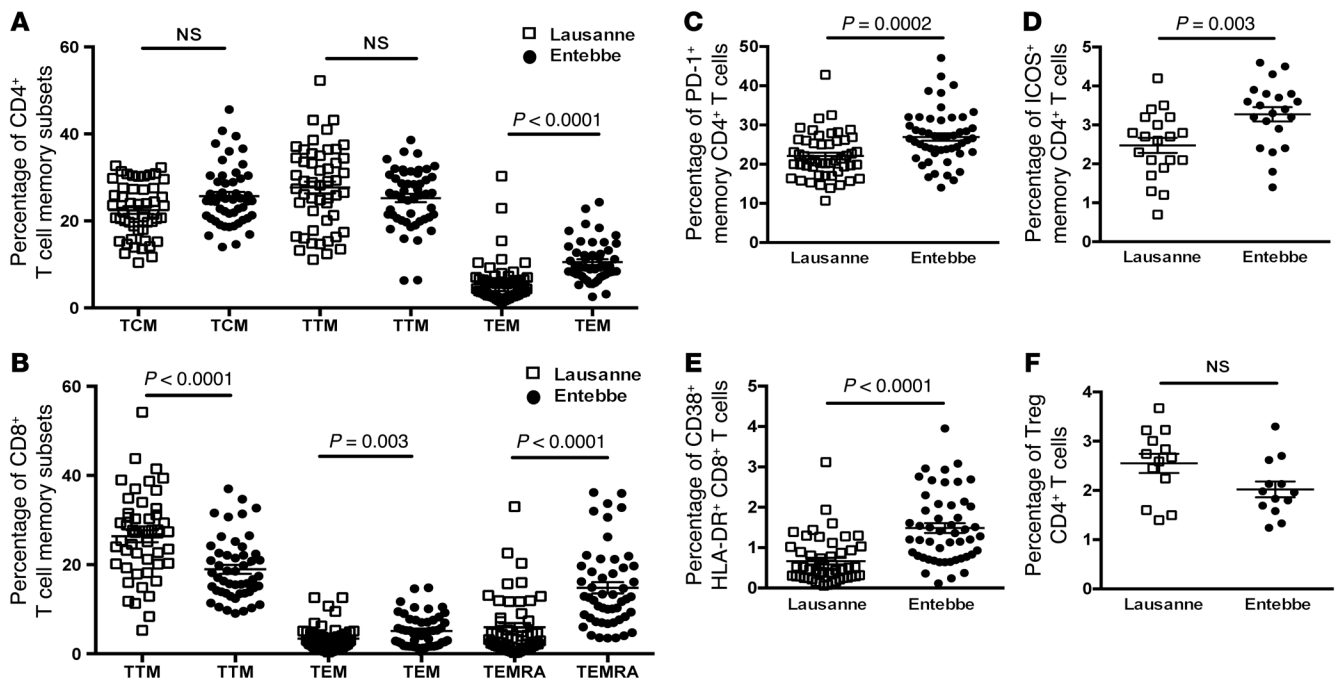 A
Percentage of CD4+
T cell memory subsets
60
40
20
0
NS
NS
P < 0.0001
Lausanne
Entebbe
TCM
TCM
TTM
TTM
TEM
TEM
B
Percentage of CD8+
T cell memory subsets
60
40
20
0
P < 0.0001
P = 0.003
P < 0.0001
Lausanne
Entebbe
TTM
TTM
TEM
TEM
TEMRA
TEMRA
C
Percentage of PD-1+
memory CD4+ T cells
50
40
30
20
10
0
P = 0.0002
Lausanne
Entebbe
D
Percentage of ICOS+
memory CD4+ T cells
5
4
3
2
1
0
P = 0.003
Lausanne
Entebbe
E
Percentage of CD38+
HLA-DR+ CD8+ T cells
5
4
3
2
1
0
P < 0.0001
Lausanne
Entebbe
F
Percentage of Treg
CD4+ T cells
4
3
2
1
0
NS
Lausanne
Entebbe